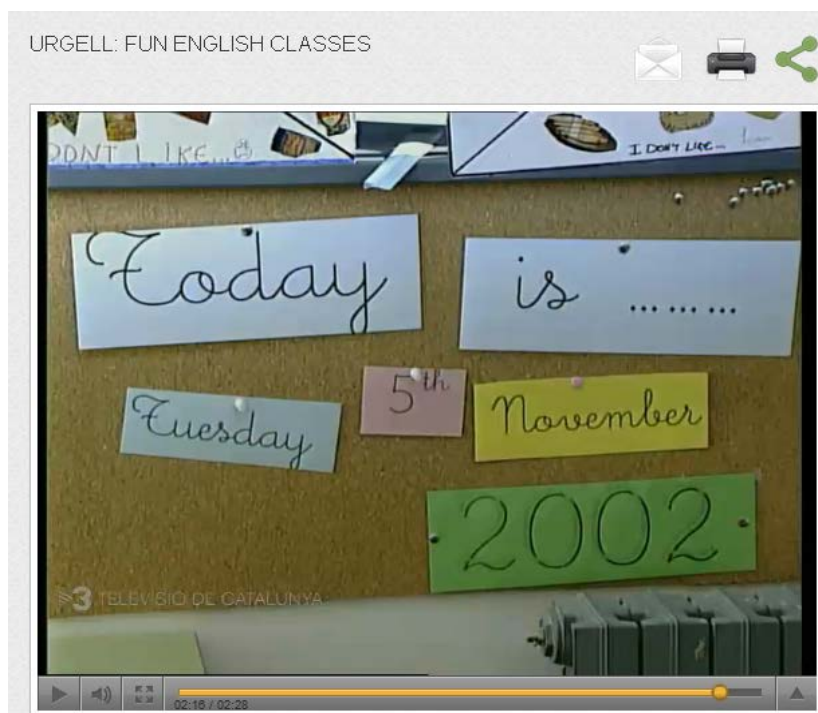 URGELL: FUN ENGLISH CLASSES
DONT LIKE...
I DON'T LIKE...
Today is .........
Tuesday 5th November
2002
3 TELEVISIÓ DE CATALUNYA
02:16 / 02:28